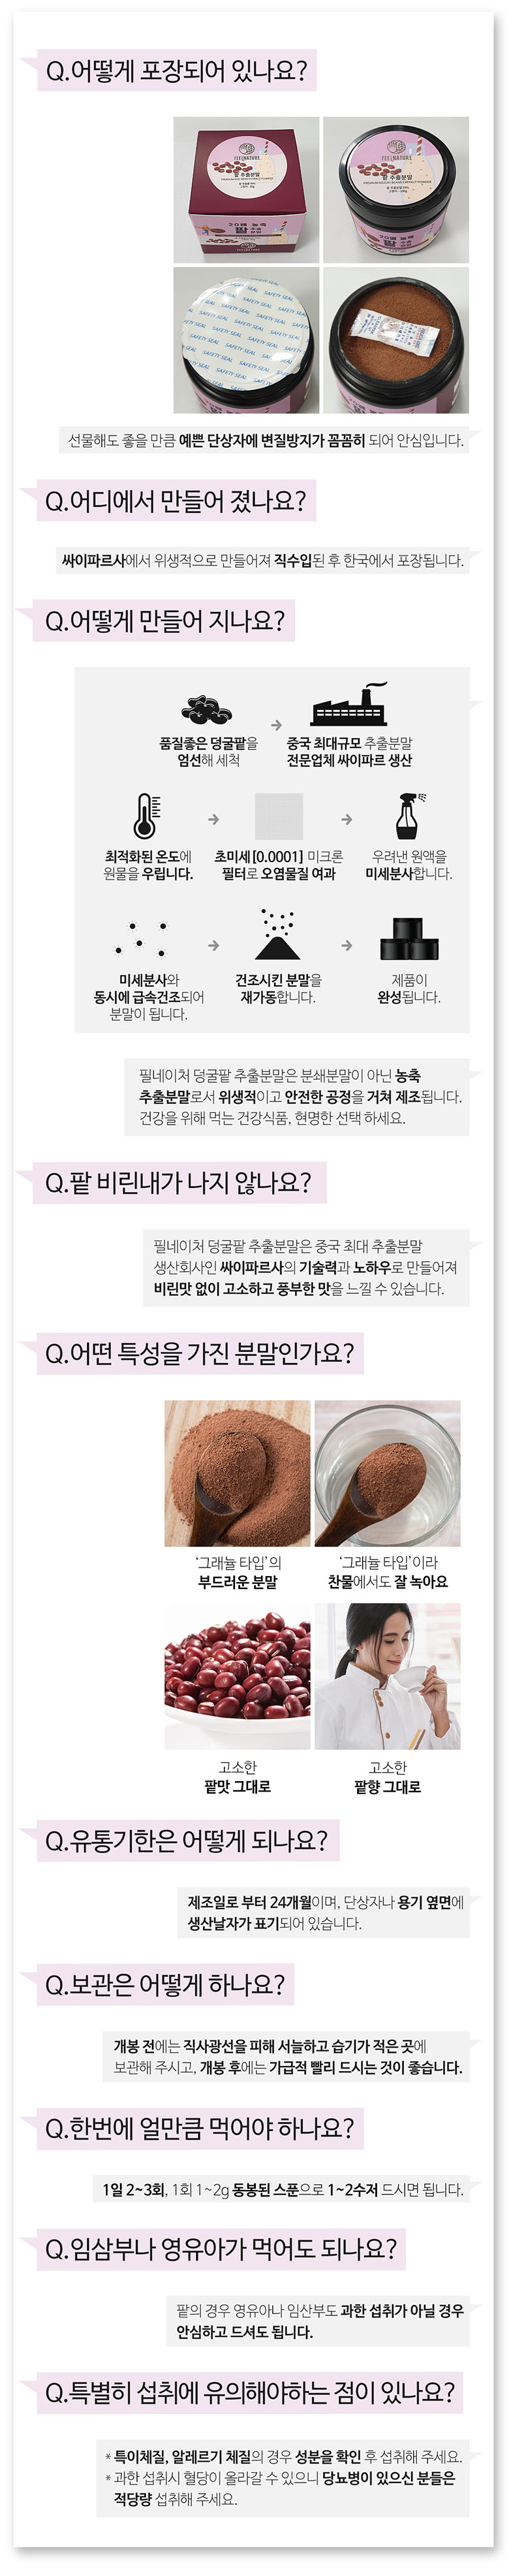 Q.어떻게 포장되어 있나요?
FEELNATURE
팥 추출분말
20배 농축
팥 추출분말
FEELNATURE
팥 추출분말
20배 농축
SAFETY SEAL
선물해도 좋을 만큼 예쁜 단상자에 변질방지가 꼼꼼히 되어 안심입니다.
Q.어디에서 만들어 졌나요?
싸이파르사에서 위생적으로 만들어져 직수입된 후 한국에서 포장됩니다.
Q.어떻게 만들어 지나요?
품질좋은 덩굴팥을
엄선해 세척
중국 최대규모 추출분말
전문업체 싸이파르 생산
최적화된 온도에
원물을 우립니다.
초미세[0.0001] 미크론
필터로 오염물질 여과
우려낸 원액을
미세분사합니다.
미세분사와
동시에 급속건조되어
분말이 됩니다.
건조시킨 분말을
재가동합니다.
제품이
완성됩니다.
필네이처 덩굴팥 추출분말은 분쇄분말이 아닌 농축
추출분말로서 위생적이고 안전한 공정을 거쳐 제조됩니다.
건강을 위해 먹는 건강식품, 현명한 선택 하세요.
Q.팥 비린내가 나지 않나요?
필네이처 덩굴팥 추출분말은 중국 최대 추출분말
생산회사인 싸이파르사의 기술력과 노하우로 만들어져
비린맛 없이 고소하고 풍부한 맛을 느낄 수 있습니다.
Q.어떤 특성을 가진 분말인가요?
‘그래뉼 타입’의
부드러운 분말
‘그래뉼 타입’이라
찬물에서도 잘 녹아요
고소한
팥맛 그대로
고소한
팥향 그대로
Q.유통기한은 어떻게 되나요?
제조일로 부터 24개월이며, 단상자나 용기 옆면에
생산날자가 표기되어 있습니다.
Q.보관은 어떻게 하나요?
개봉 전에는 직사광선을 피해 서늘하고 습기가 적은 곳에
보관해 주시고, 개봉 후에는 가급적 빨리 드시는 것이 좋습니다.
Q.한번에 얼만큼 먹어야 하나요?
1일 2~3회, 1회 1~2g 동봉된 스푼으로 1~2수저 드시면 됩니다.
Q.임삼부나 영유아가 먹어도 되나요?
팥의 경우 영유아나 임산부도 과한 섭취가 아닐 경우
안심하고 드셔도 됩니다.
Q.특별히 섭취에 유의해야하는 점이 있나요?
* 특이체질, 알레르기 체질의 경우 성분을 확인 후 섭취해 주세요.
* 과한 섭취시 혈당이 올라갈 수 있으니 당뇨병이 있으신 분들은
적당량 섭취해 주세요.